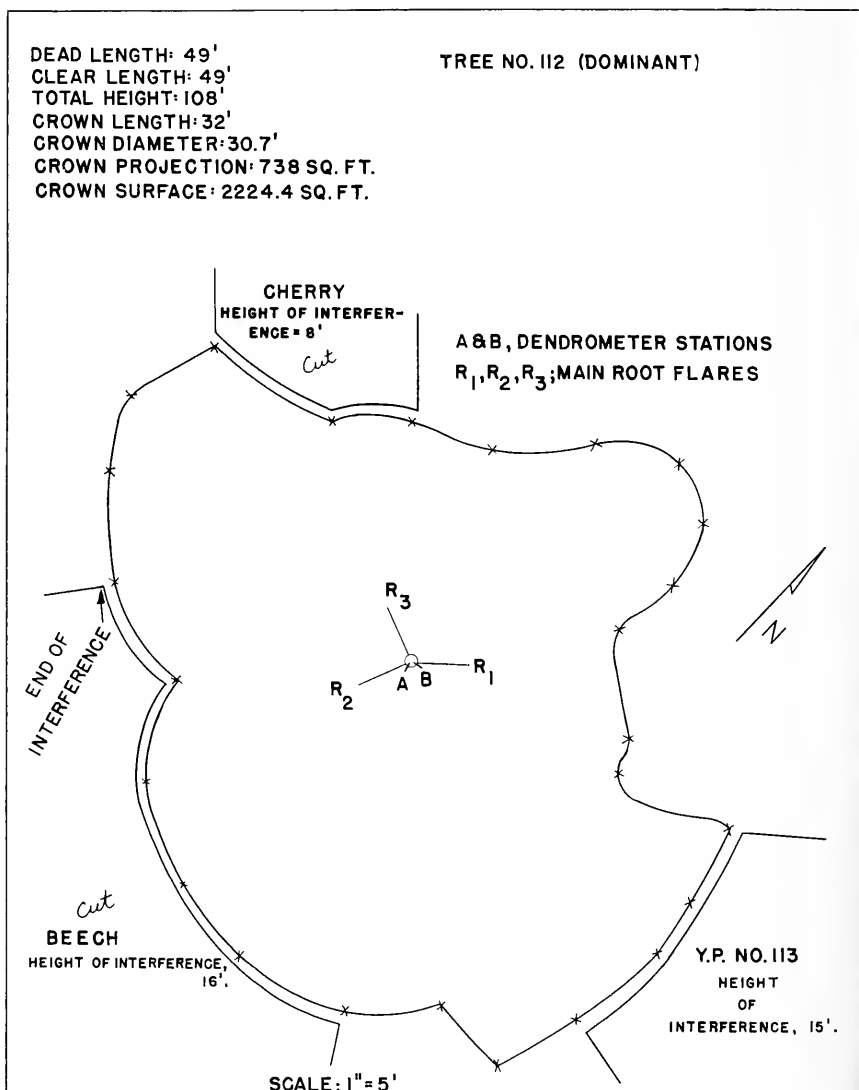 DEAD LENGTH: 49'
CLEAR LENGTH: 49'
TOTAL HEIGHT: 108'
CROWN LENGTH: 32'
CROWN DIAMETER: 30.7'
CROWN PROJECTION: 738 SQ. FT.
CROWN SURFACE: 2224.4 SQ. FT.
TREE NO. 112 (DOMINANT)
CHERRY
HEIGHT OF INTERFER-
ENCE = 8'
Cut
A & B, DENDROMETER STATIONS
R1, R2, R3; MAIN ROOT FLARES
R3
R2
A B
R1
N
END OF
INTERFERENCE
Cut
BEECH
HEIGHT OF INTERFERENCE,
16'.
Y.P. NO. 113
HEIGHT
OF
INTERFERENCE, 15'.
SCALE: 1" = 5'